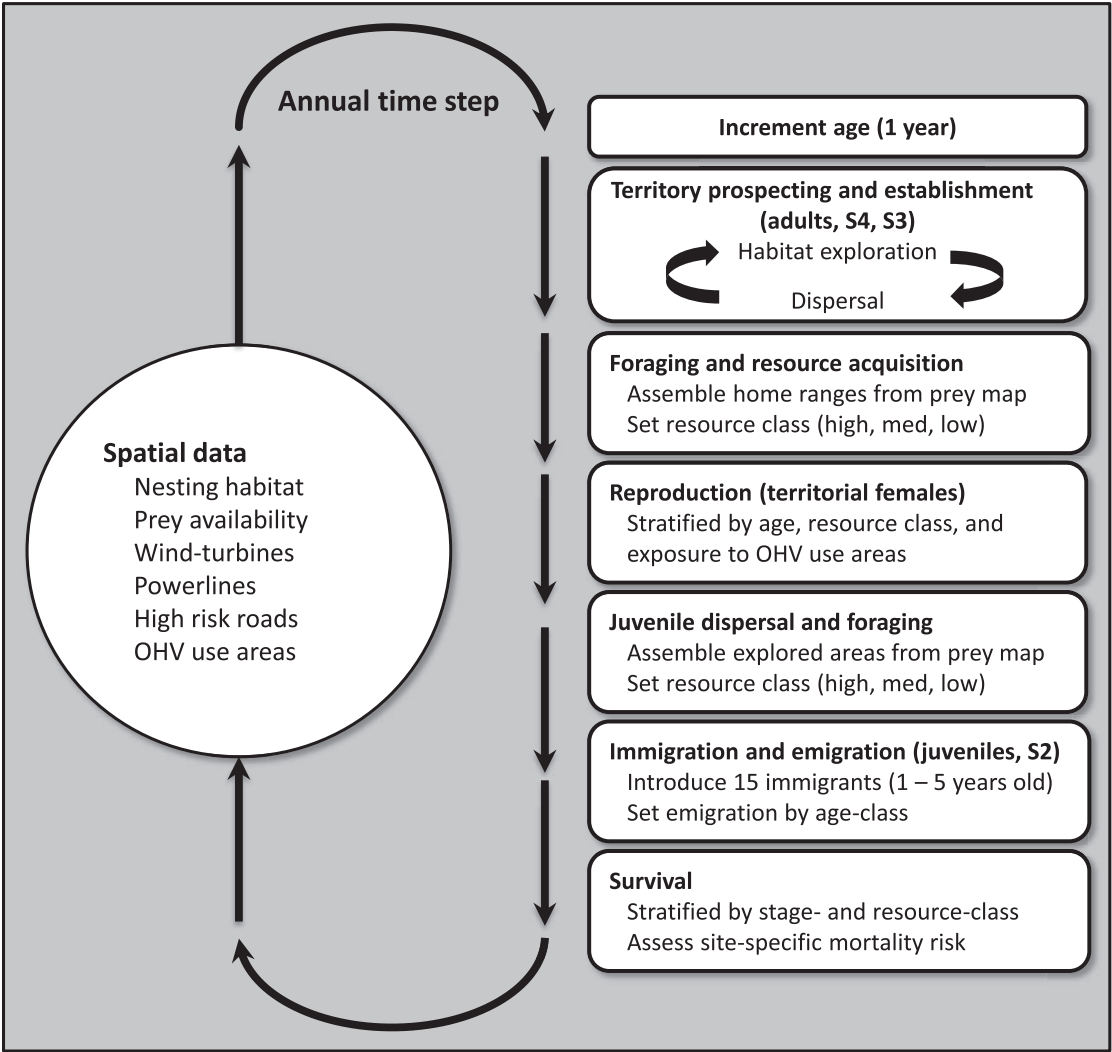 Annual time step
Spatial data
Nesting habitat
Prey availability
Wind-turbines
Powerlines
High risk roads
OHV use areas
Increment age (1 year)
Territory prospecting and establishment
(adults, S4, S3)
Habitat exploration
Dispersal
Foraging and resource acquisition
Assemble home ranges from prey map
Set resource class (high, med, low)
Reproduction (territorial females)
Stratified by age, resource class, and
exposure to OHV use areas
Juvenile dispersal and foraging
Assemble explored areas from prey map
Set resource class (high, med, low)
Immigration and emigration (juveniles, S2)
Introduce 15 immigrants (1 – 5 years old)
Set emigration by age-class
Survival
Stratified by stage- and resource-class
Assess site-specific mortality risk